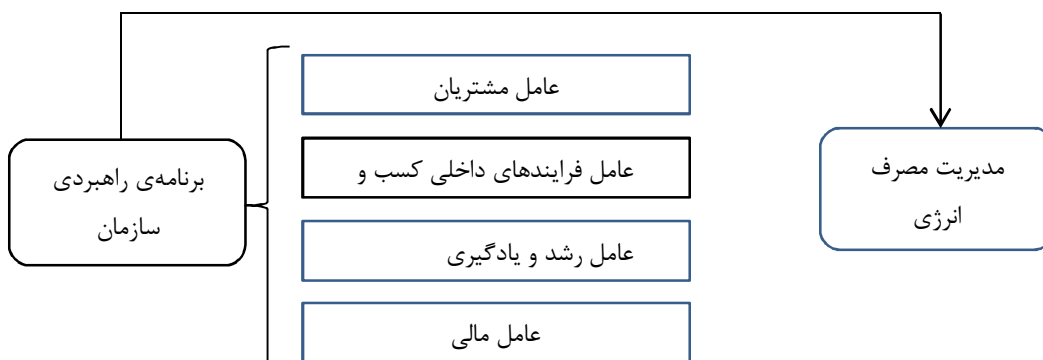 عامل مشتریان
عامل فرایندهای داخلی کسب و
عامل رشد و یادگیری
عامل مالی
برنامه‌ی راهبردی
سازمان
مدیریت مصرف
انرژی